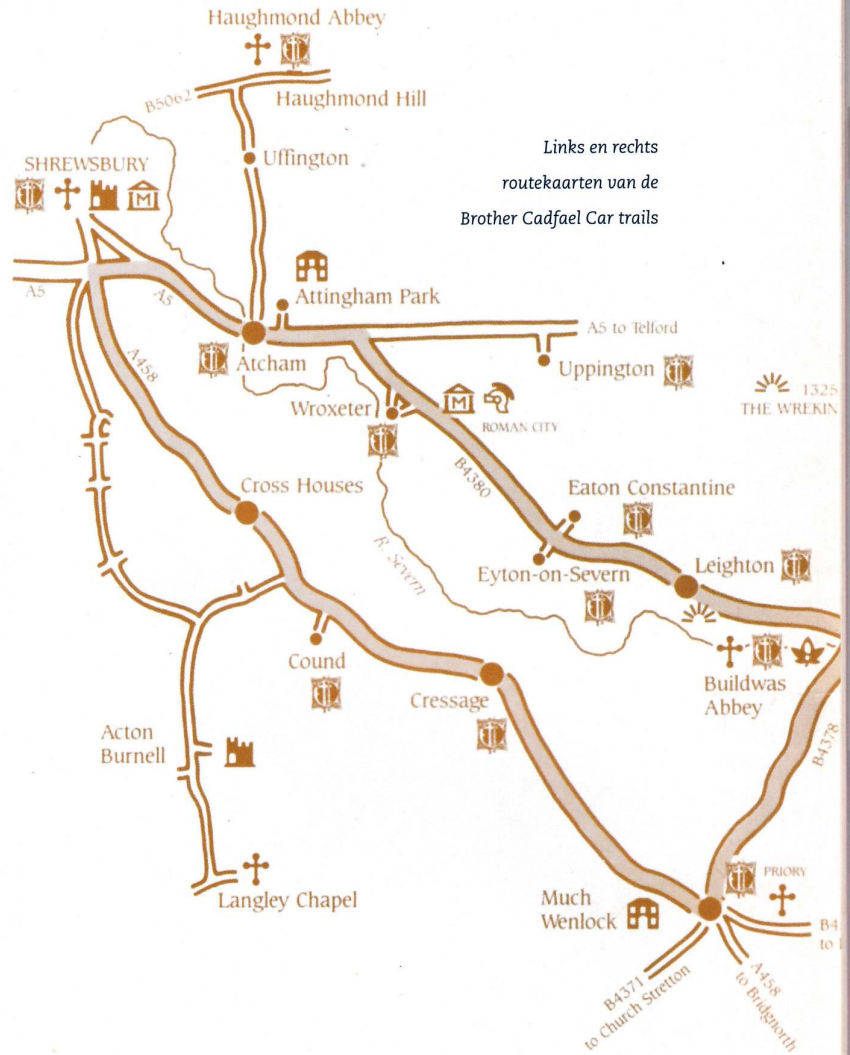 Haughmond Abbey
B5062
Haughmond Hill
Links en rechts
routekaarten van de
Brother Cadfael Car trails
SHREWSBURY
Uffington
M
A5
A5
Attingham Park
A5 to Telford
Atcham
Uppington
A458
Wroxeter
M
ROMAN CITY
1325
THE WREKIN
B4380
Cross Houses
Eaton Constantine
R. Severn
Eyton-on-Severn
Leighton
Cound
Cressage
Buildwas
Abbey
B4378
Acton
Burnell
Langley Chapel
PRIORY
Much
Wenlock
B4
to
B4371
to Church Stretton
A458
to Bridgnorth